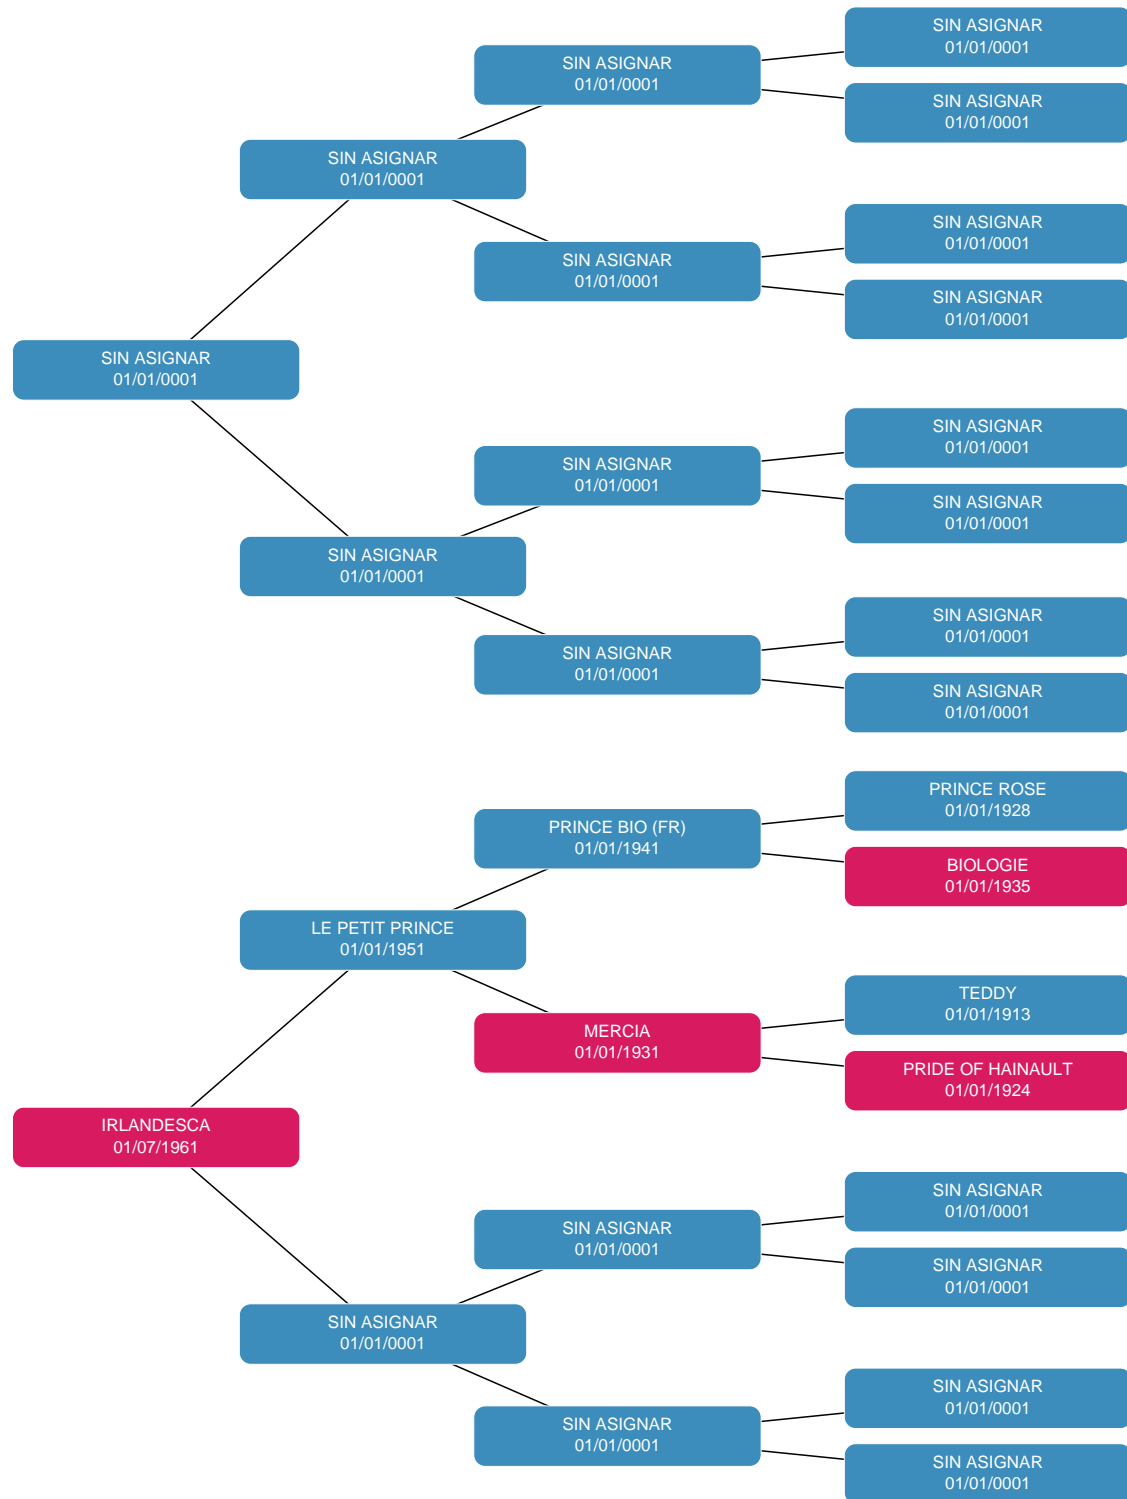 SIN ASIGNAR
01/01/0001
SIN ASIGNAR
01/01/0001
SIN ASIGNAR
01/01/0001
SIN ASIGNAR
01/01/0001
SIN ASIGNAR
01/01/0001
SIN ASIGNAR
01/01/0001
SIN ASIGNAR
01/01/0001
SIN ASIGNAR
01/01/0001
SIN ASIGNAR
01/01/0001
SIN ASIGNAR
01/01/0001
SIN ASIGNAR
01/01/0001
SIN ASIGNAR
01/01/0001
SIN ASIGNAR
01/01/0001
SIN ASIGNAR
01/01/0001
SIN ASIGNAR
01/01/0001
PRINCE ROSE
01/01/1928
PRINCE BIO (FR)
01/01/1941
BIOLOGIE
01/01/1935
LE PETIT PRINCE
01/01/1951
TEDDY
01/01/1913
MERCIA
01/01/1931
PRIDE OF HAINAULT
01/01/1924
IRLANDESCA
01/07/1961
SIN ASIGNAR
01/01/0001
SIN ASIGNAR
01/01/0001
SIN ASIGNAR
01/01/0001
SIN ASIGNAR
01/01/0001
SIN ASIGNAR
01/01/0001
SIN ASIGNAR
01/01/0001
SIN ASIGNAR
01/01/0001